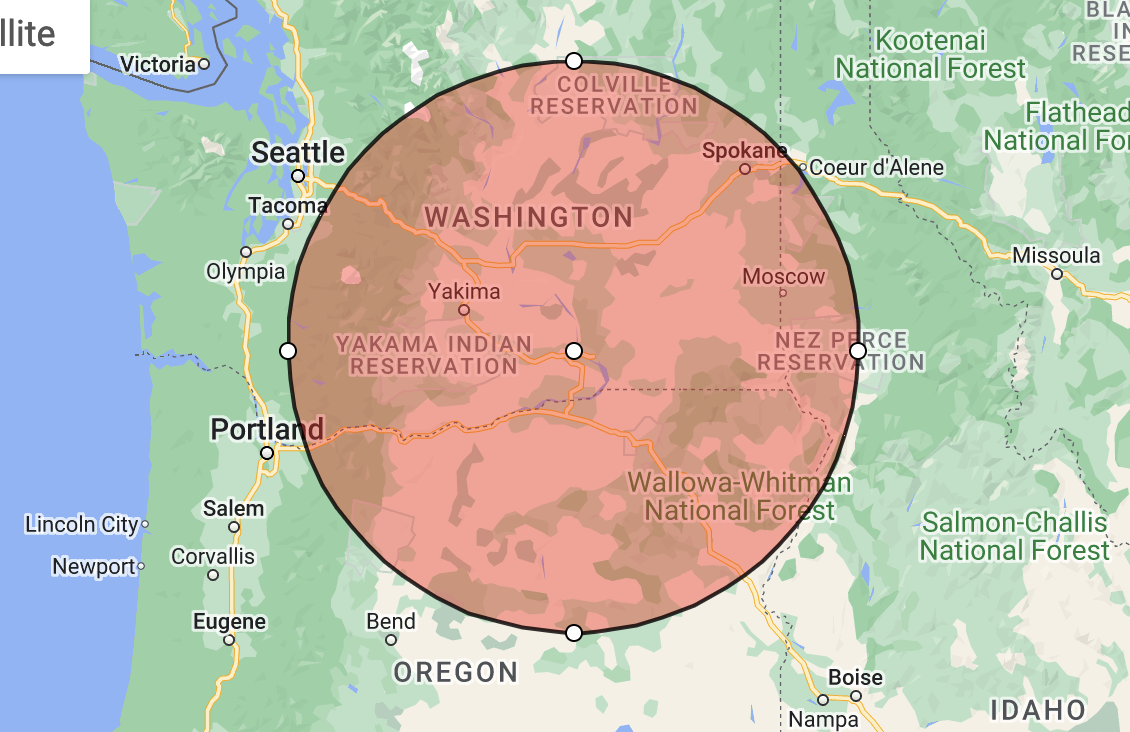 llite
BLA
IN
RESE
Kootenai
National Forest
Victoria
COLVILLE
RESERVATION
Flathead
National For
Seattle
Spokane
Coeur d'Alene
Tacoma
WASHINGTON
Olympia
Missoula
Moscow
Yakima
YAKAMA INDIAN
RESERVATION
NEZ PERCE
RESERVATION
Portland
Wallowa-Whitman
National Forest
Salem
Lincoln City
Salmon-Challis
National Forest
Corvallis
Newport
Eugene
Bend
OREGON
Boise
Nampa
IDAHO